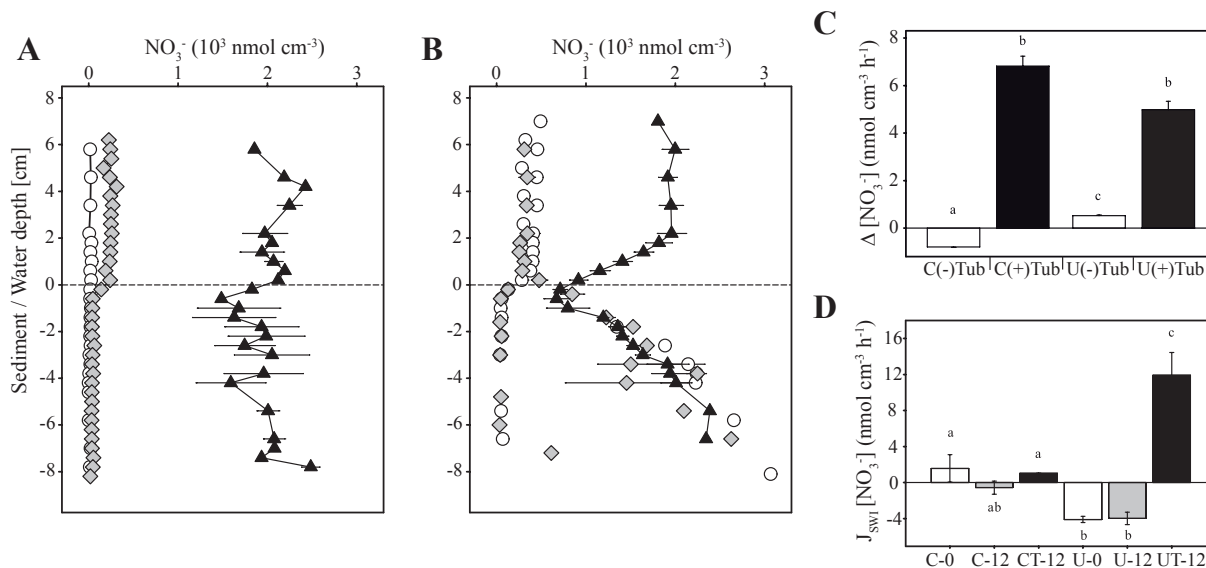 A
NO₃⁻ (10³ nmol cm⁻³)
0 1 2 3
Sediment / Water depth [cm]
8
6
4
2
0
-2
-4
-6
-8
B
NO₃⁻ (10³ nmol cm⁻³)
0 1 2 3
8
6
4
2
0
-2
-4
-6
-8
C
Δ [NO₃⁻] (nmol cm⁻³ h⁻¹)
8
6
4
2
0
a
b
c
b
C(-)Tub C(+)Tub U(-)Tub U(+)Tub
D
J_SWI [NO₃⁻] (nmol cm⁻³ h⁻¹)
16
12
8
4
0
-4
a
ab
a
b
b
c
C-0 C-12 CT-12 U-0 U-12 UT-12